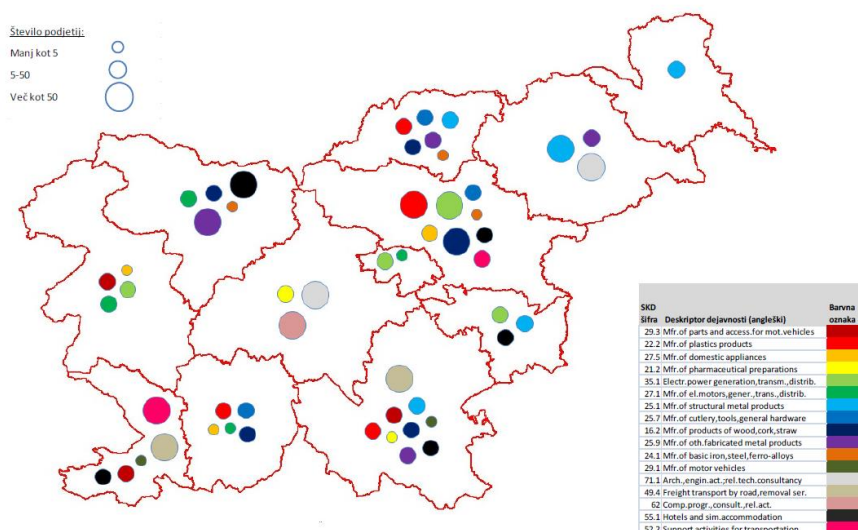 Število podjetij:
Manj kot 5
5-50
Več kot 50
SKD Barvna
šifra Deskriptor dejavnosti (angleški) oznaka
29.3 Mfr.of parts and access.for mot.vehicles
22.2 Mfr.of plastics products
27.5 Mfr.of domestic appliances
21.2 Mfr.of pharmaceutical preparations
35.1 Electr.power generation,transm.,distrib.
27.1 Mfr.of el.motors,gener.,trans.,distrib.
25.1 Mfr.of structural metal products
25.7 Mfr.of cutlery,tools,general hardware
16.2 Mfr.of products of wood,cork,straw
25.9 Mfr.of oth.fabricated metal products
24.1 Mfr.of basic iron,steel,ferro-alloys
29.1 Mfr.of motor vehicles
71.1 Arch.,engin.act.;rel.tech.consultancy
49.4 Freight transport by road,removal ser.
62 Comp.progr.,consult.,rel.act.
55.1 Hotels and sim.accommodation
52.2 Support activities for transportation